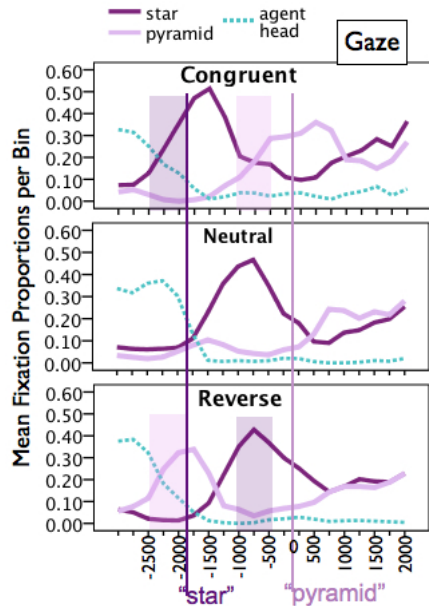 star
agent head
pyramid
Gaze
Mean Fixation Proportions per Bin
Congruent
0.60
0.50
0.40
0.30
0.20
0.10
0.00
Neutral
0.60
0.50
0.40
0.30
0.20
0.10
0.00
Reverse
0.60
0.50
0.40
0.30
0.20
0.10
0.00
-2500 -2000 -1500 -1000 -500 0 500 1000 1500 2000
“star” “pyramid”